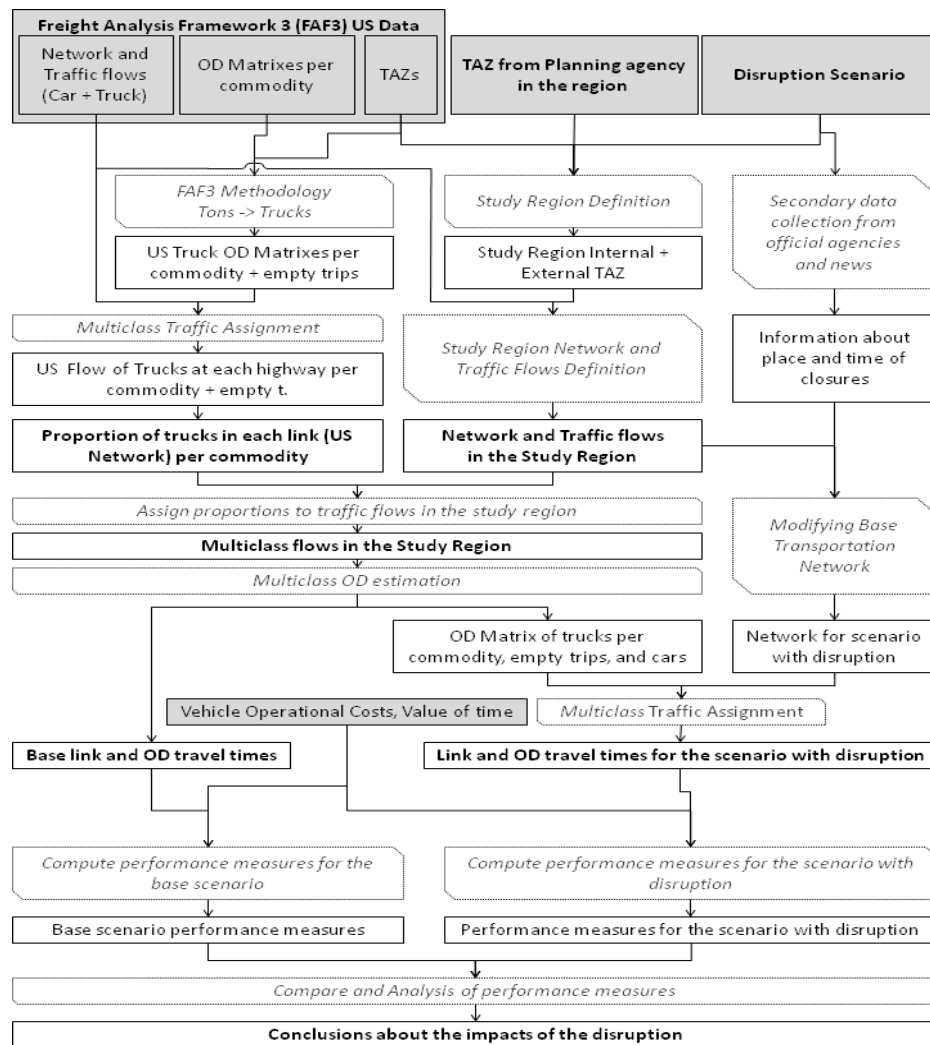 Freight Analysis Framework 3 (FAF3) US Data
Network and
Traffic flows
(Car + Truck)
OD Matrixes per
commodity
TAZs
TAZ from Planning agency
in the region
Disruption Scenario
FAF3 Methodology
Tons -> Trucks
Study Region Definition
Secondary data
collection from
official agencies
and news
US Truck OD Matrixes per
commodity + empty trips
Study Region Internal +
External TAZ
Multiclass Traffic Assignment
Study Region Network and
Traffic Flows Definition
Information about
place and time of
closures
US Flow of Trucks at each highway per
commodity + empty t.
Proportion of trucks in each link (US
Network) per commodity
Network and Traffic flows
in the Study Region
Assign proportions to traffic flows in the study region
Modifying Base
Transportation
Network
Multiclass flows in the Study Region
Multiclass OD estimation
OD Matrix of trucks per
commodity, empty trips, and cars
Network for scenario
with disruption
Vehicle Operational Costs, Value of time
Multiclass Traffic Assignment
Base link and OD travel times
Link and OD travel times for the scenario with disruption
Compute performance measures for the
base scenario
Compute performance measures for the scenario with
disruption
Base scenario performance measures
Performance measures for the scenario with disruption
Compare and Analysis of performance measures
Conclusions about the impacts of the disruption